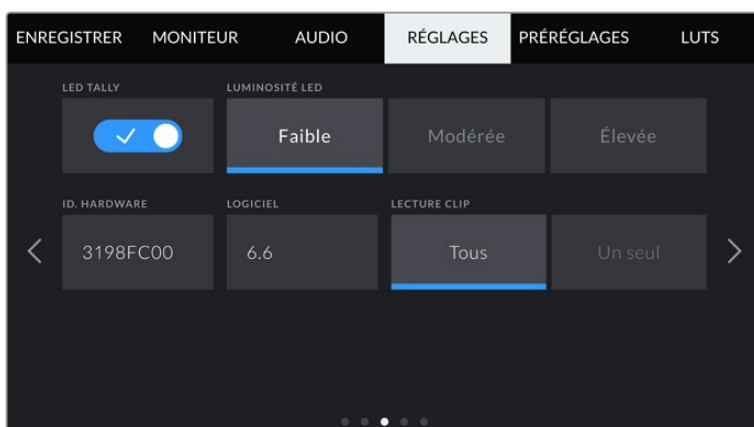 ENREGISTRER MONITEUR AUDIO RÉGLAGES PRÉRÉGLAGES LUTS
LED TALLY LUMINOSITÉ LED
Faible Modérée Élevée
ID. HARDWARE LOGICIEL LECTURE CLIP
3198FC00 6.6 Tous Un seul